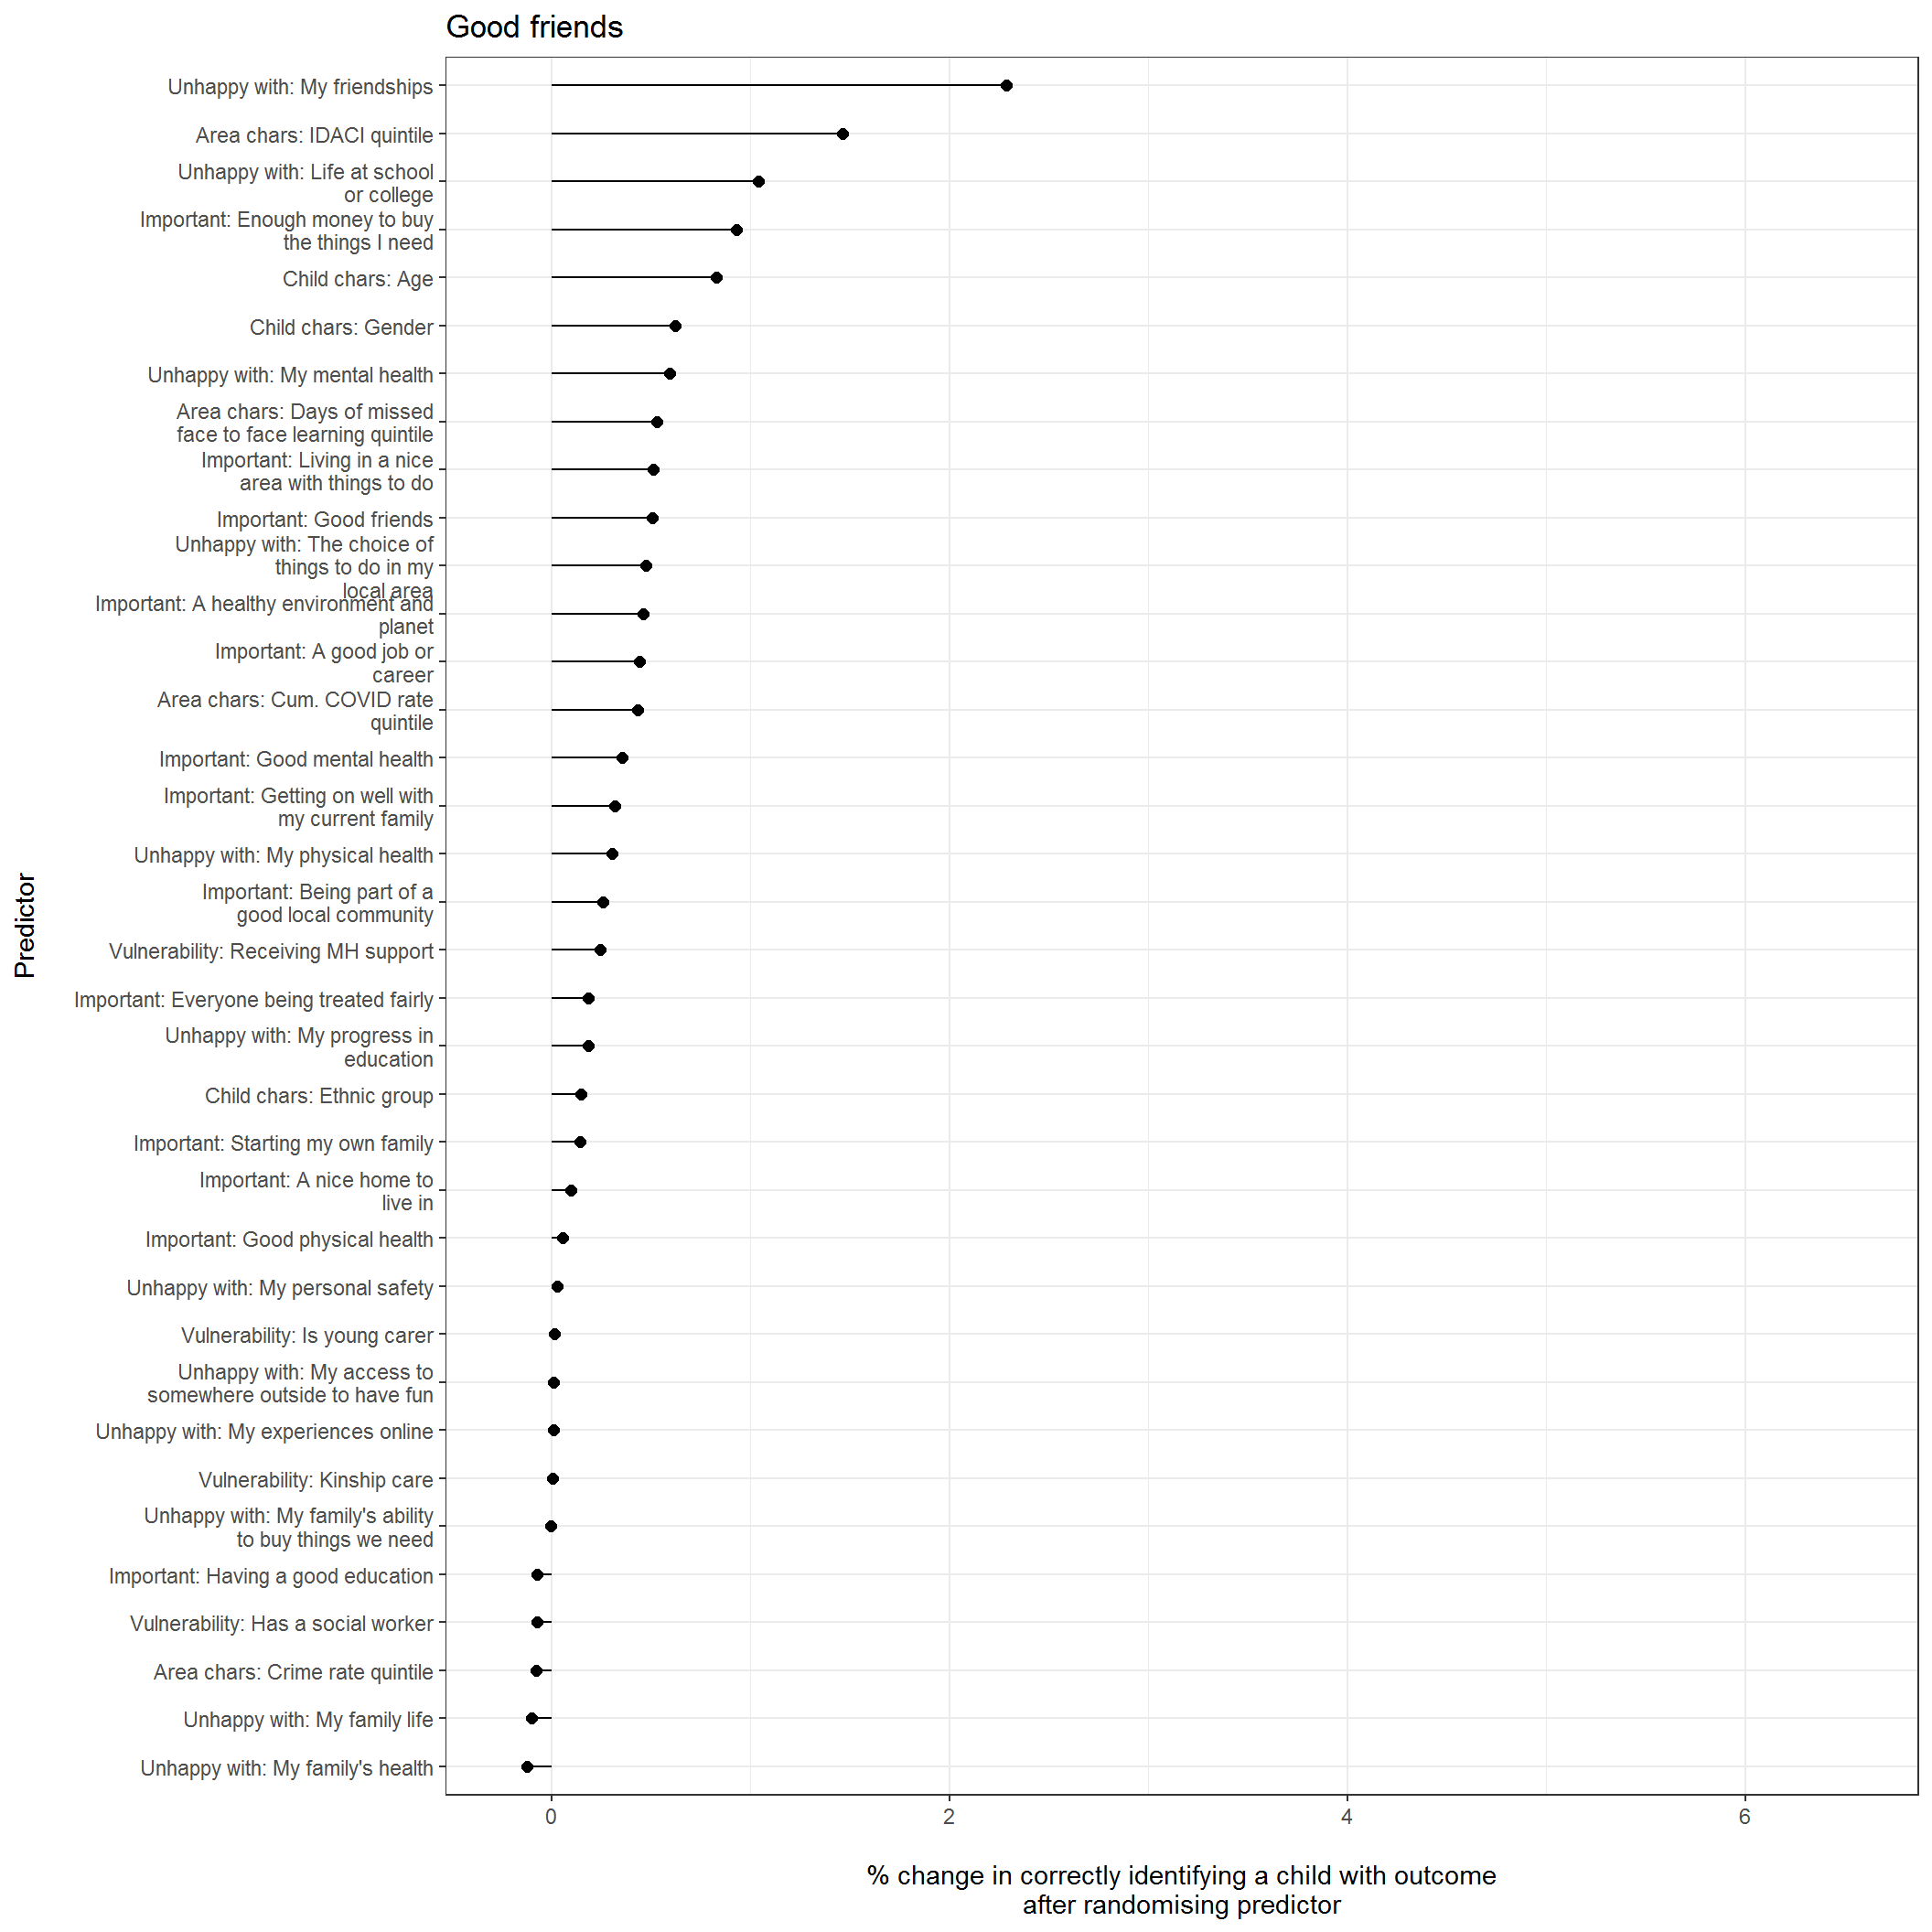 Good friends
Unhappy with: My friendships
Area chars: IDACI quintile
Unhappy with: Life at school
or college
Important: Enough money to buy
the things I need
Child chars: Age
Child chars: Gender
Unhappy with: My mental health
Area chars: Days of missed
face to face learning quintile
Important: Living in a nice
area with things to do
Important: Good friends
Unhappy with: The choice of
things to do in my
local area
Important: A healthy environment and
planet
Important: A good job or
career
Area chars: Cum. COVID rate
quintile
Important: Good mental health
Important: Getting on well with
my current family
Unhappy with: My physical health
Important: Being part of a
good local community
Vulnerability: Receiving MH support
Important: Everyone being treated fairly
Unhappy with: My progress in
education
Child chars: Ethnic group
Important: Starting my own family
Important: A nice home to
live in
Important: Good physical health
Unhappy with: My personal safety
Vulnerability: Is young carer
Unhappy with: My access to
somewhere outside to have fun
Unhappy with: My experiences online
Vulnerability: Kinship care
Unhappy with: My family's ability
to buy things we need
Important: Having a good education
Vulnerability: Has a social worker
Area chars: Crime rate quintile
Unhappy with: My family life
Unhappy with: My family's health
Predictor
0 2 4 6
% change in correctly identifying a child with outcome
after randomising predictor